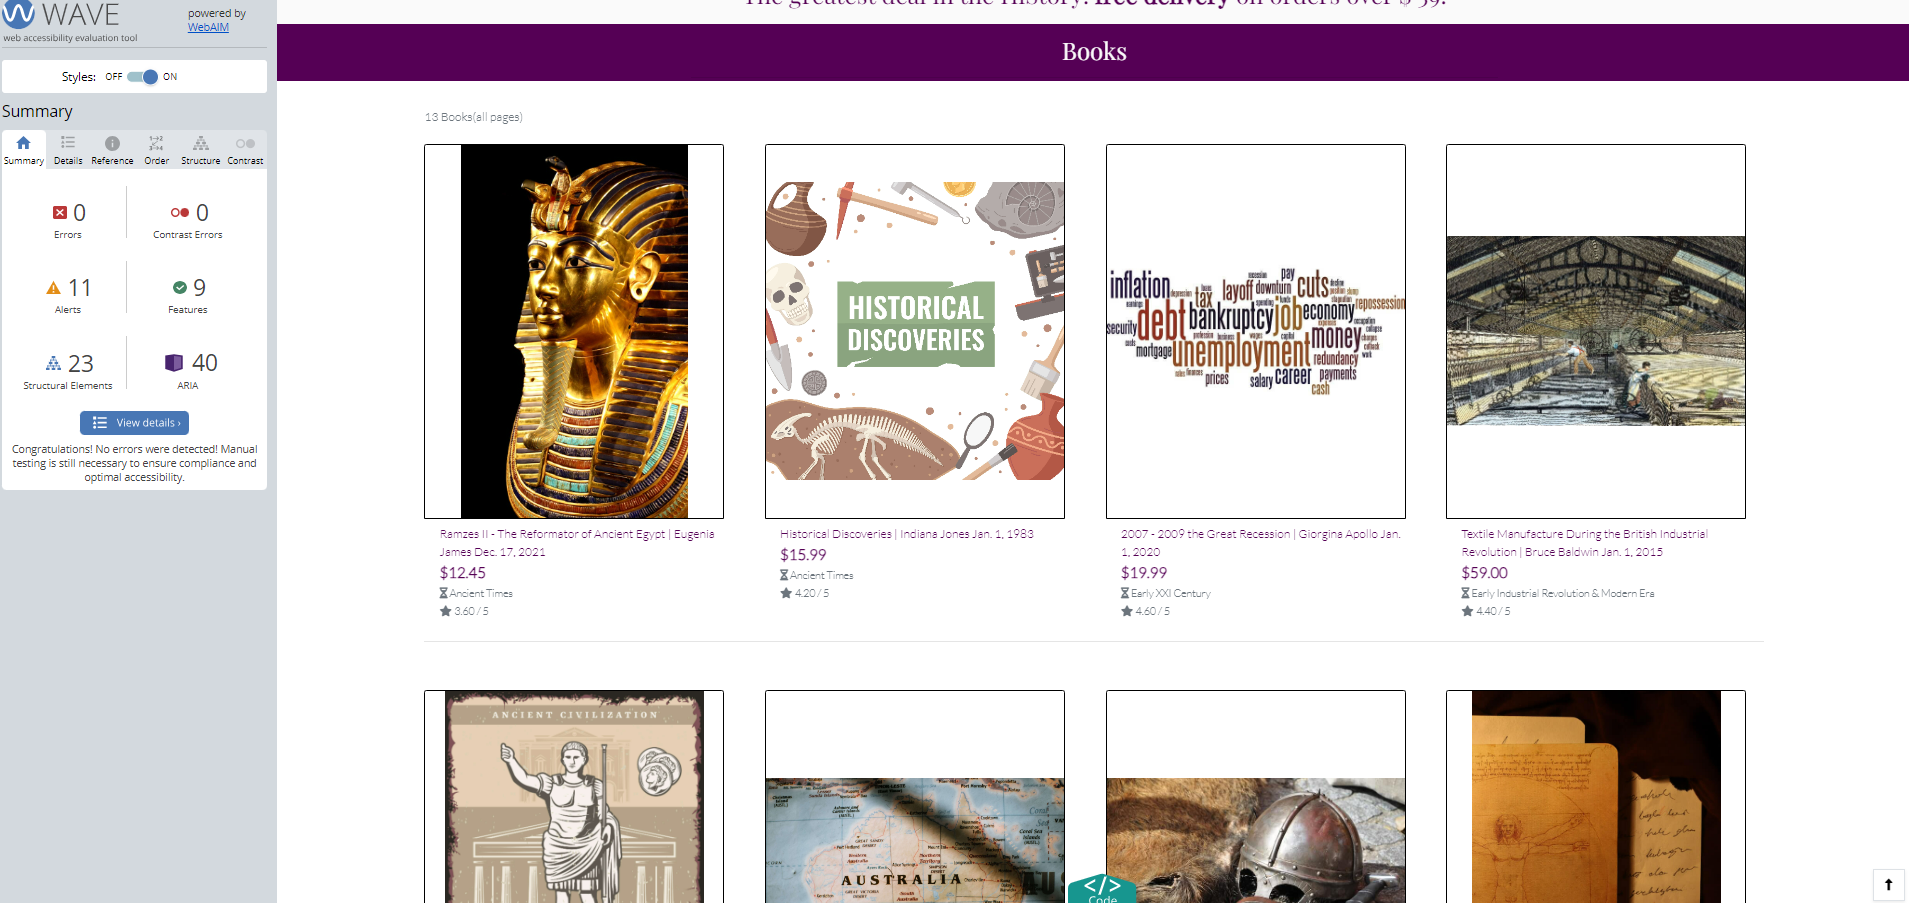 WAVE
powered by
WebAIM
web accessibility evaluation tool
Styles: OFF ON
Summary
Summary Details Reference Order Structure Contrast
0
Errors
0
Contrast Errors
11
Alerts
9
Features
23
Structural Elements
40
ARIA
View details ›
Congratulations! No errors were detected! Manual
testing is still necessary to ensure compliance and
optimal accessibility.
The greatest deal in the History: free delivery on orders over $ 59!
Books
13 Books(all pages)
HISTORICAL
DISCOVERIES
inflation
recession
pay
cuts
decline
depression
taxes
tax
layoff
downturn
repossession
debt
bankruptcy
job
economy
security
money
mortgage
unemployment
redundancy
prices
salary
career
payments
cash
Ramzes II - The Reformator of Ancient Egypt | Eugenia
James Dec. 17, 2021
$12.45
Ancient Times
3.60 / 5
Historical Discoveries | Indiana Jones Jan. 1, 1983
$15.99
Ancient Times
4.20 / 5
2007 - 2009 the Great Recession | Giorgina Apollo Jan.
1, 2020
$19.99
Early XXI Century
4.60 / 5
Textile Manufacture During the British Industrial
Revolution | Bruce Baldwin Jan. 1, 2015
$59.00
Early Industrial Revolution & Modern Era
4.40 / 5
ANCIENT CIVILIZATION
AUSTRALIA
</>
Code